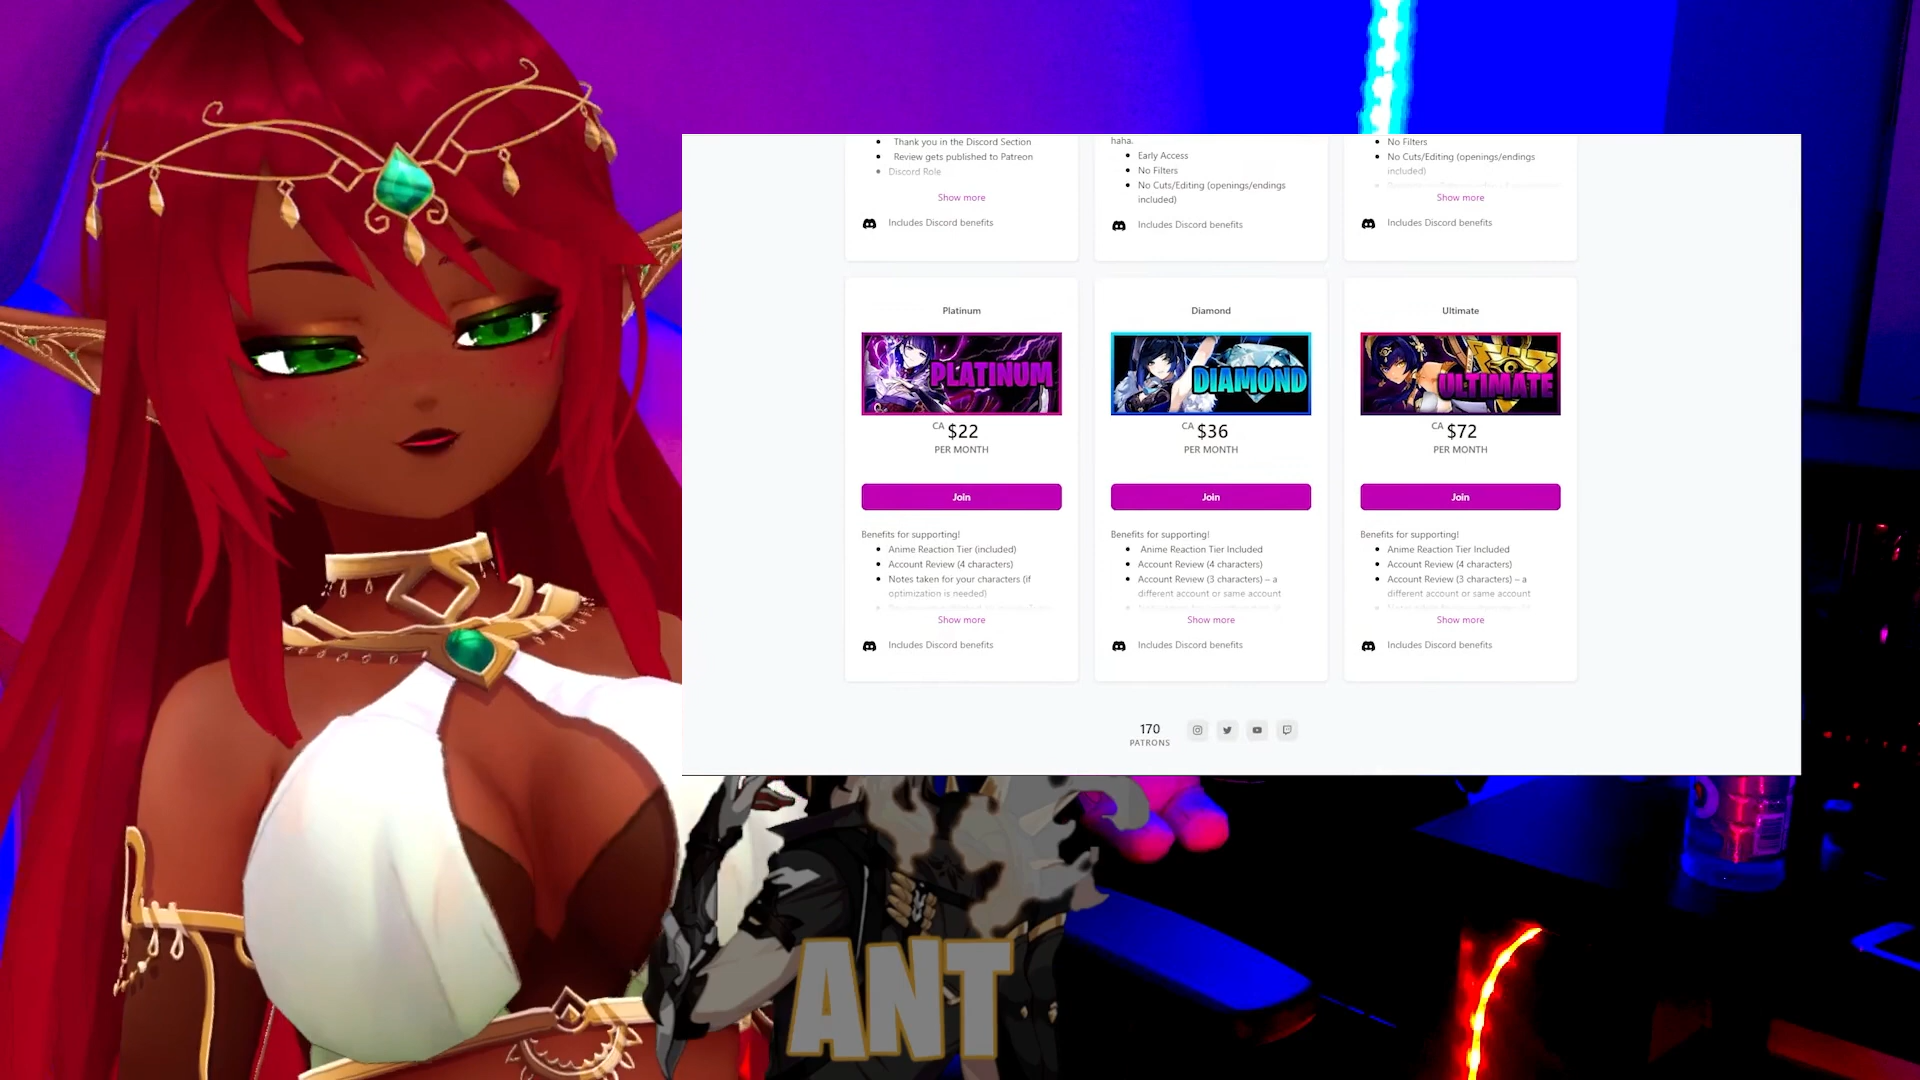 Thank you in the Discord Section
Review gets published to Patreon
Discord Role
Show more
Includes Discord benefits
haha.
Early Access
No Filters
No Cuts/Editing (openings/endings
included)
Includes Discord benefits
No Filters
No Cuts/Editing (openings/endings
included)
Show more
Includes Discord benefits
Platinum
PLATINUM
CA $22
PER MONTH
Join
Benefits for supporting!
Anime Reaction Tier (included)
Account Review (4 characters)
Notes taken for your characters (if
optimization is needed)
Show more
Includes Discord benefits
Diamond
DIAMOND
CA $36
PER MONTH
Join
Benefits for supporting!
Anime Reaction Tier Included
Account Review (4 characters)
Account Review (3 characters) – a
different account or same account
Show more
Includes Discord benefits
Ultimate
ULTIMATE
CA $72
PER MONTH
Join
Benefits for supporting!
Anime Reaction Tier Included
Account Review (4 characters)
Account Review (3 characters) – a
different account or same account
Show more
Includes Discord benefits
170
PATRONS
ANT